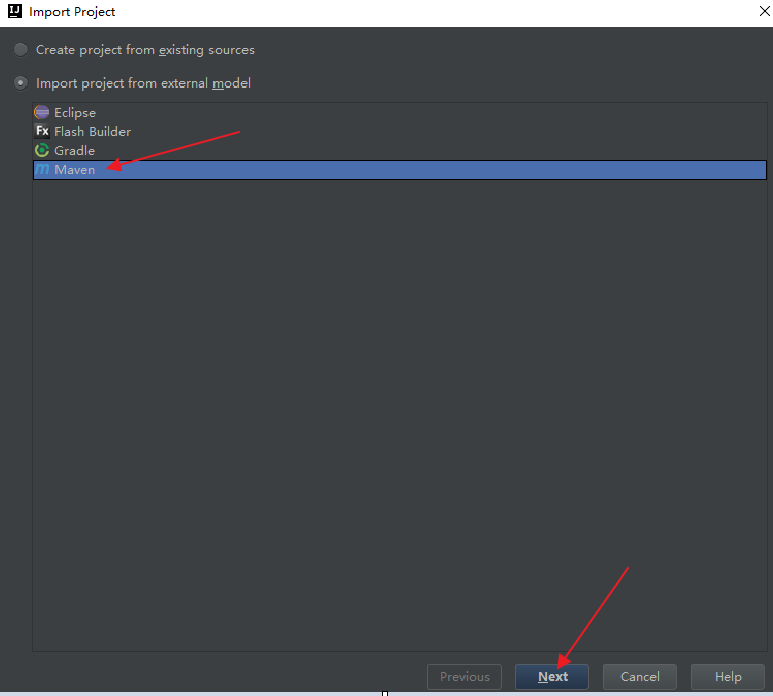 IJ Import Project
Create project from existing sources
Import project from external model
Eclipse
Fx Flash Builder
Gradle
m Maven
Previous Next Cancel Help